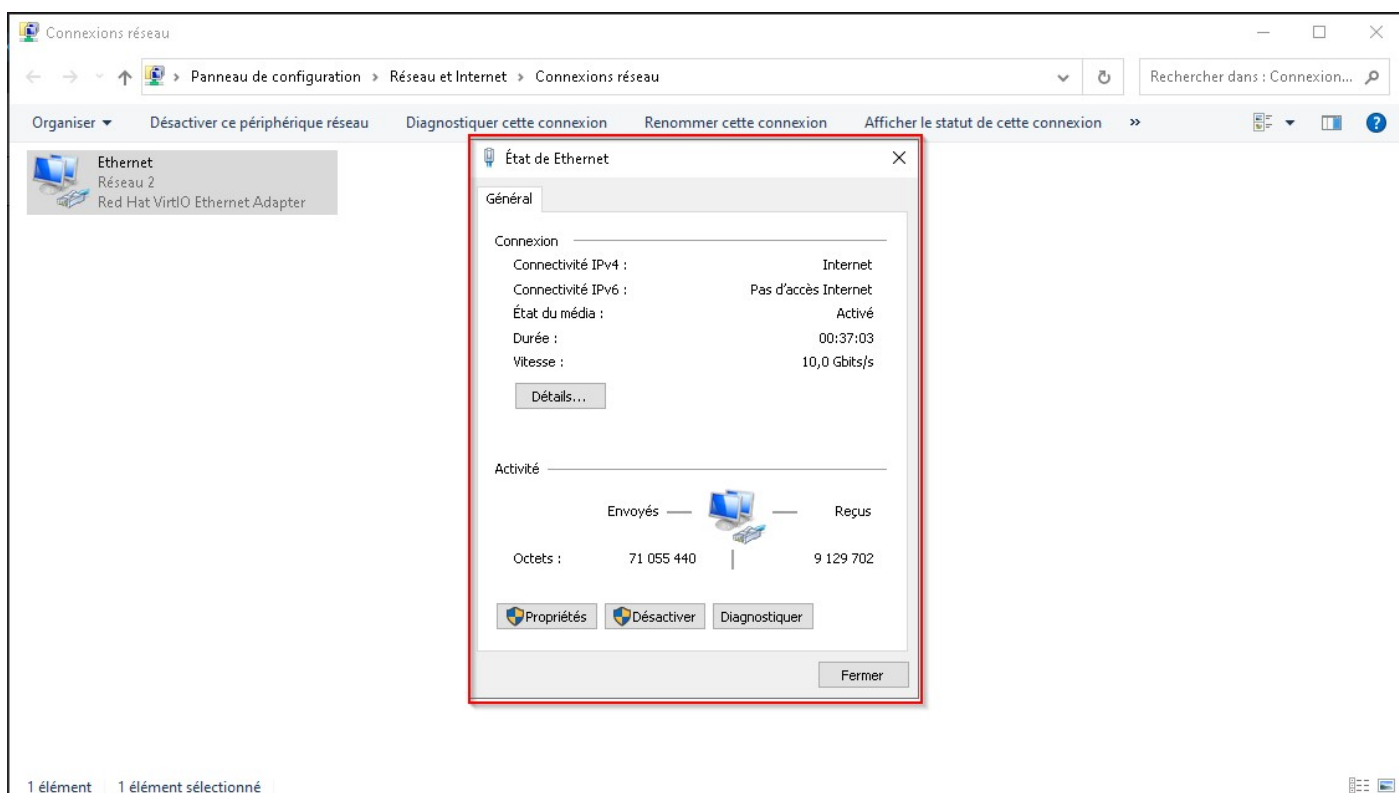 Connexions réseau
Panneau de configuration > Réseau et Internet > Connexions réseau
Rechercher dans : Connexion...
Organiser Désactiver ce périphérique réseau Diagnostiquer cette connexion Renommer cette connexion Afficher le statut de cette connexion »
Ethernet
Réseau 2
Red Hat VirtIO Ethernet Adapter
État de Ethernet
Général
Connexion
Connectivité IPv4 : Internet
Connectivité IPv6 : Pas d'accès Internet
État du média : Activé
Durée : 00:37:03
Vitesse : 10,0 Gbits/s
Détails...
Activité
Envoyés — — Reçus
Octets : 71 055 440 | 9 129 702
Propriétés Désactiver Diagnostiquer
Fermer
1 élément 1 élément sélectionné